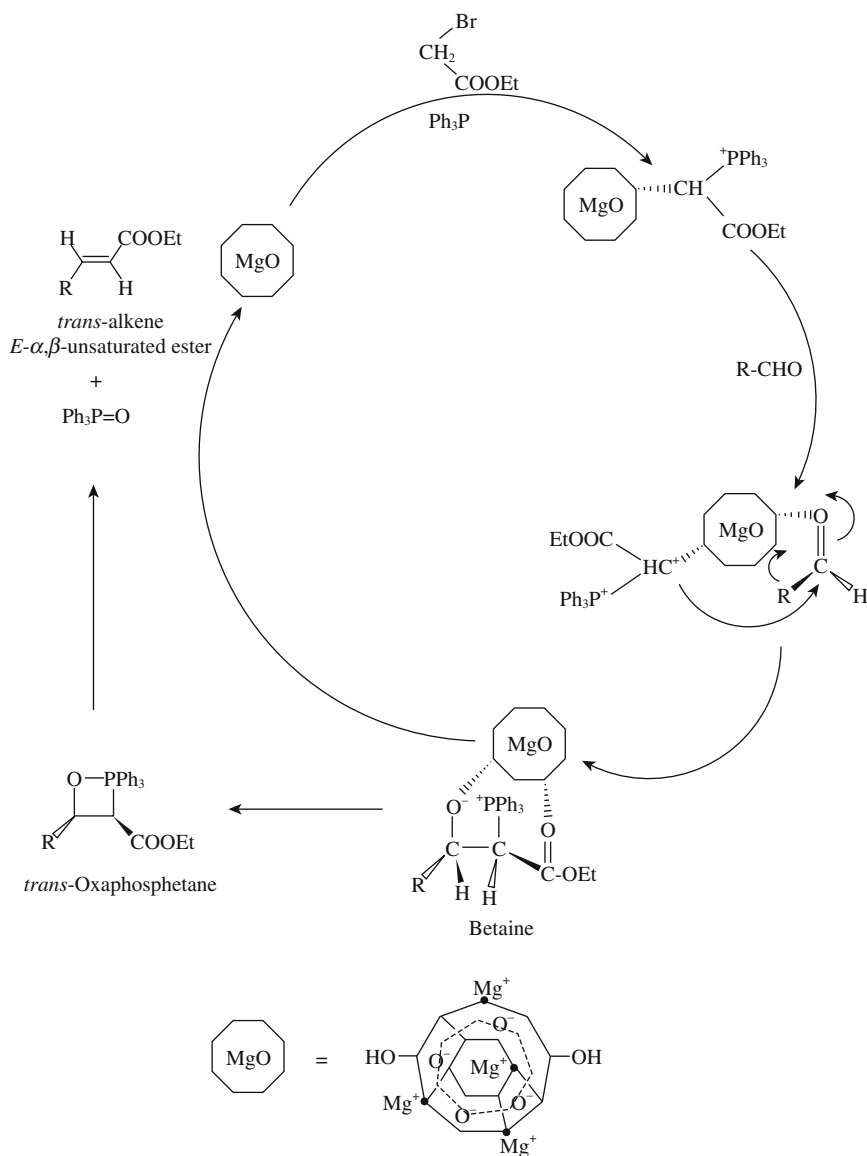 Br
CH2
COOEt
Ph3P
+PPh3
MgO
CH
COOEt
H
COOEt
R
H
MgO
trans-alkene
E-α,β-unsaturated ester
+
Ph3P=O
R-CHO
MgO
O
EtOOC
HC+
C
Ph3P+
R
H
MgO
O−
+PPh3
O
C
C
C-OEt
R
H
H
Betaine
O
PPh3
R
COOEt
trans-Oxaphosphetane
MgO
=
Mg+
O−
HO
O−
Mg+
OH
Mg+
O−
O−
Mg+